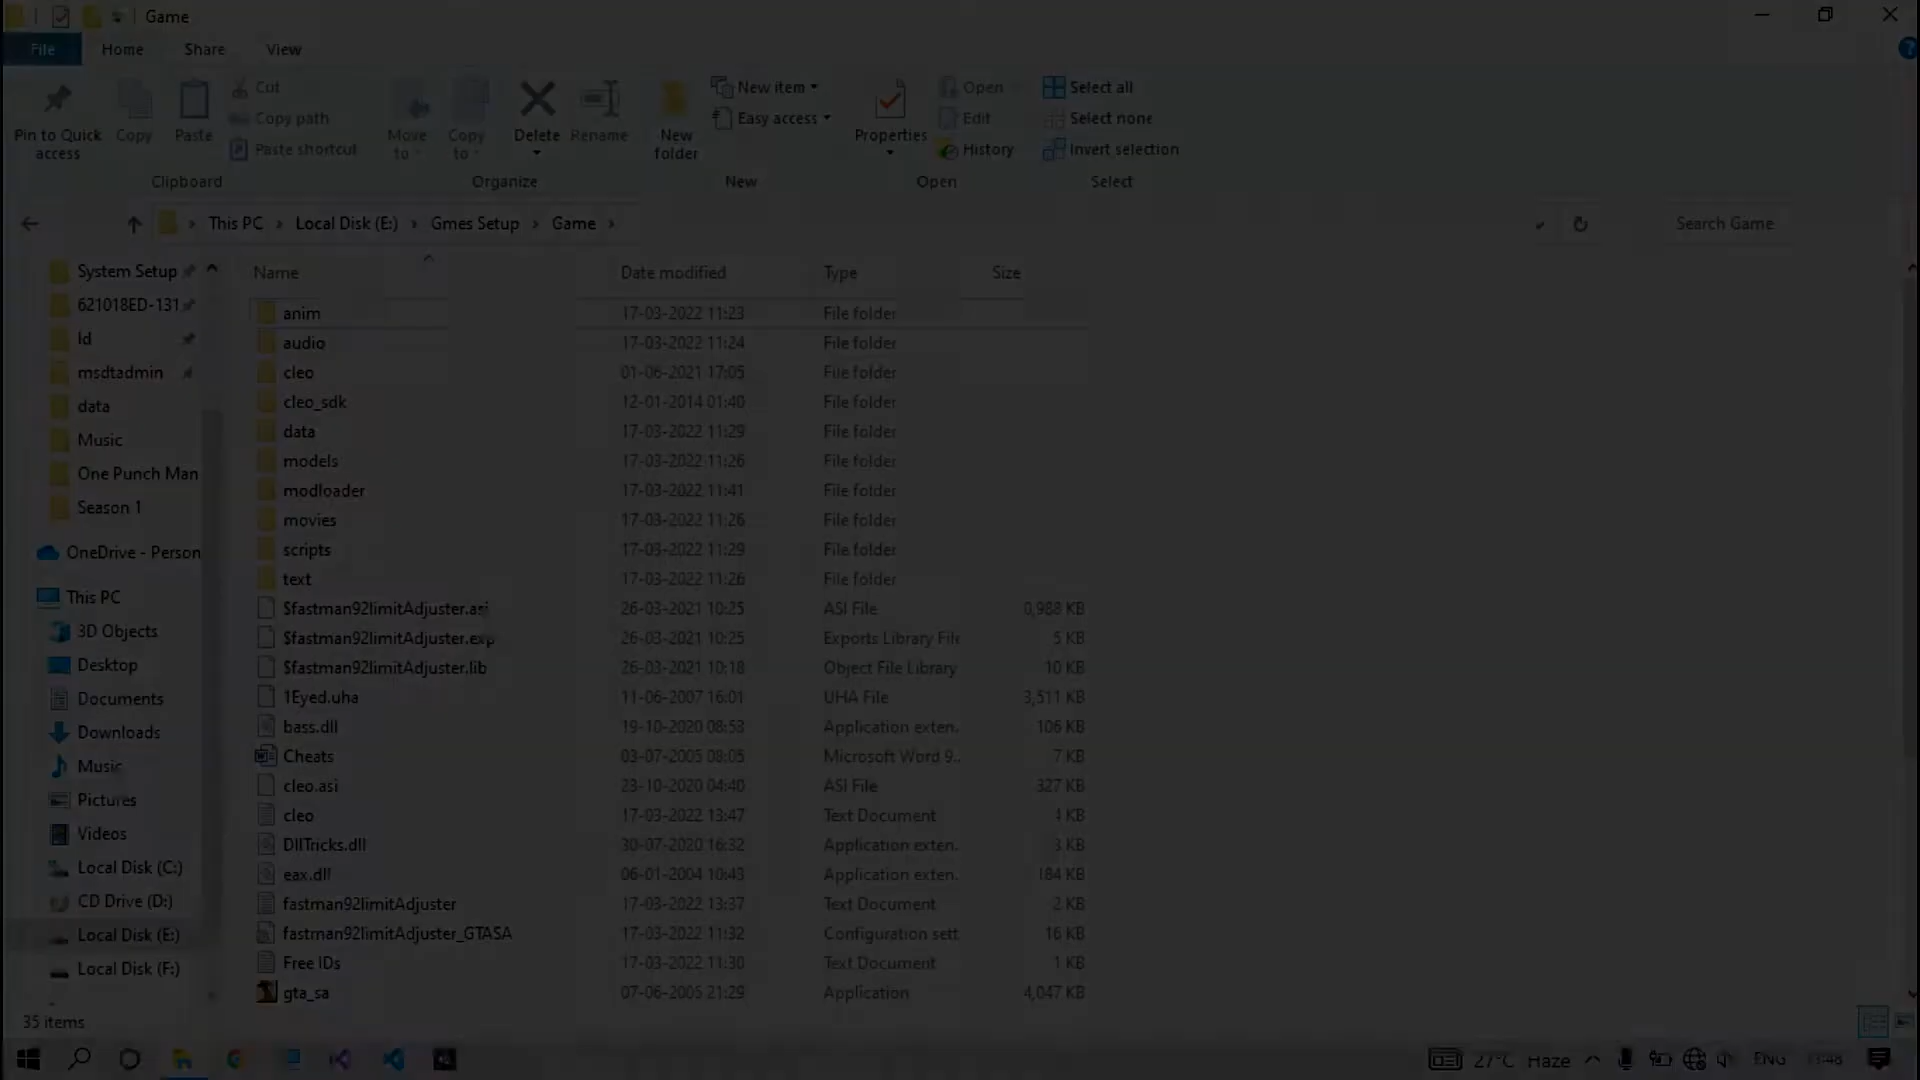 Game
File Home Share View
Pin to Quick access
Copy
Paste
Cut
Copy path
Paste shortcut
Move to
Copy to
Delete
Rename
New folder
New item
Easy access
Properties
Open
Edit
History
Select all
Select none
Invert selection
Clipboard Organize New Open Select
This PC › Local Disk (E:) › Gmes Setup › Game ›
Search Game
System Setup
621018ED-131
Id
msdtadmin
data
Music
One Punch Man
Season 1
OneDrive - Person
This PC
3D Objects
Desktop
Documents
Downloads
Music
Pictures
Videos
Local Disk (C:)
CD Drive (D:)
Local Disk (E:)
Local Disk (F:)
Name Date modified Type Size
anim 17-03-2022 11:23 File folder
audio 17-03-2022 11:24 File folder
cleo 01-06-2021 17:05 File folder
cleo_sdk 12-01-2014 01:40 File folder
data 17-03-2022 11:29 File folder
models 17-03-2022 11:26 File folder
modloader 17-03-2022 11:41 File folder
movies 17-03-2022 11:26 File folder
scripts 17-03-2022 11:29 File folder
text 17-03-2022 11:26 File folder
$fastman92limitAdjuster.asi 26-03-2021 10:25 ASI File 0,988 KB
$fastman92limitAdjuster.exp 26-03-2021 10:25 Exports Library File 5 KB
$fastman92limitAdjuster.lib 26-03-2021 10:18 Object File Library 10 KB
1Eyed.uha 11-06-2007 16:01 UHA File 3,511 KB
bass.dll 19-10-2020 08:53 Application exten. 106 KB
Cheats 03-07-2005 08:05 Microsoft Word 9.. 7 KB
cleo.asi 23-10-2020 04:40 ASI File 327 KB
cleo 17-03-2022 13:47 Text Document KB
DllTricks.dll 30-07-2020 16:32 Application exten. 3 KB
eax.dll 06-01-2004 10:43 Application exten. 184 KB
fastman92limitAdjuster 17-03-2022 13:37 Text Document 2 KB
fastman92limitAdjuster_GTASA 17-03-2022 11:32 Configuration sett 16 KB
Free IDs 17-03-2022 11:30 Text Document 1 KB
gta_sa 07-06-2005 21:29 Application 4,047 KB
35 items
27°C Haze ENG